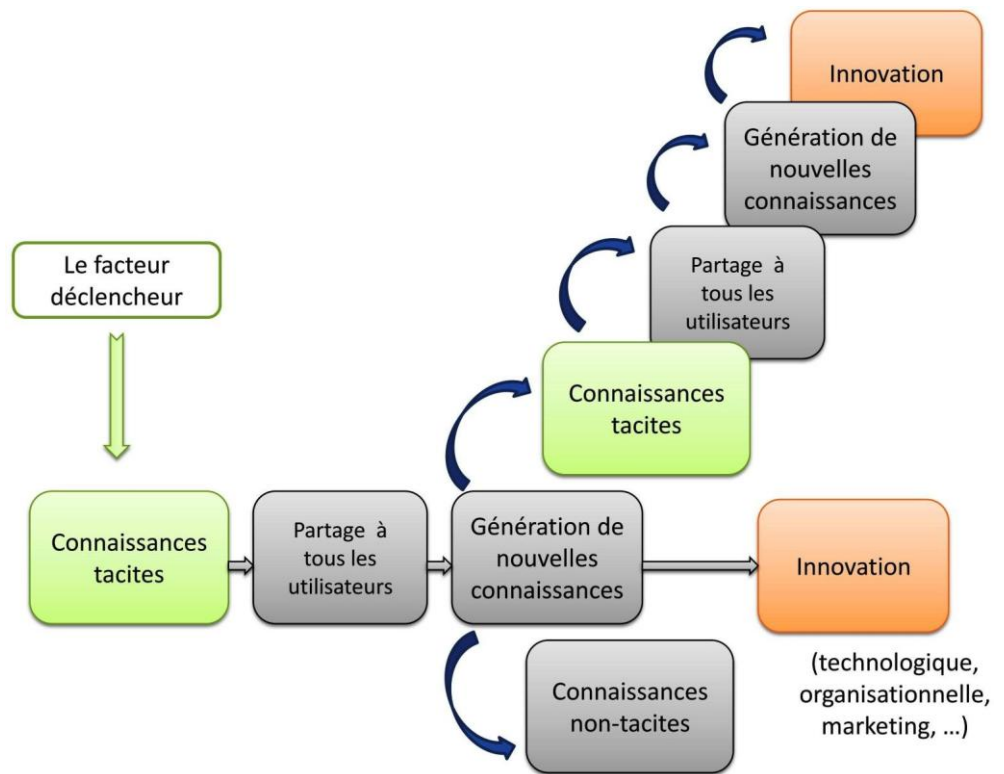 Innovation
Génération de
nouvelles
connaissances
Partage à
tous les
utilisateurs
Connaissances
tacites
Le facteur
déclencheur
Connaissances
tacites
Partage à
tous les
utilisateurs
Génération de
nouvelles
connaissances
Innovation
(technologique,
organisationnelle,
marketing, ...)
Connaissances
non-tacites